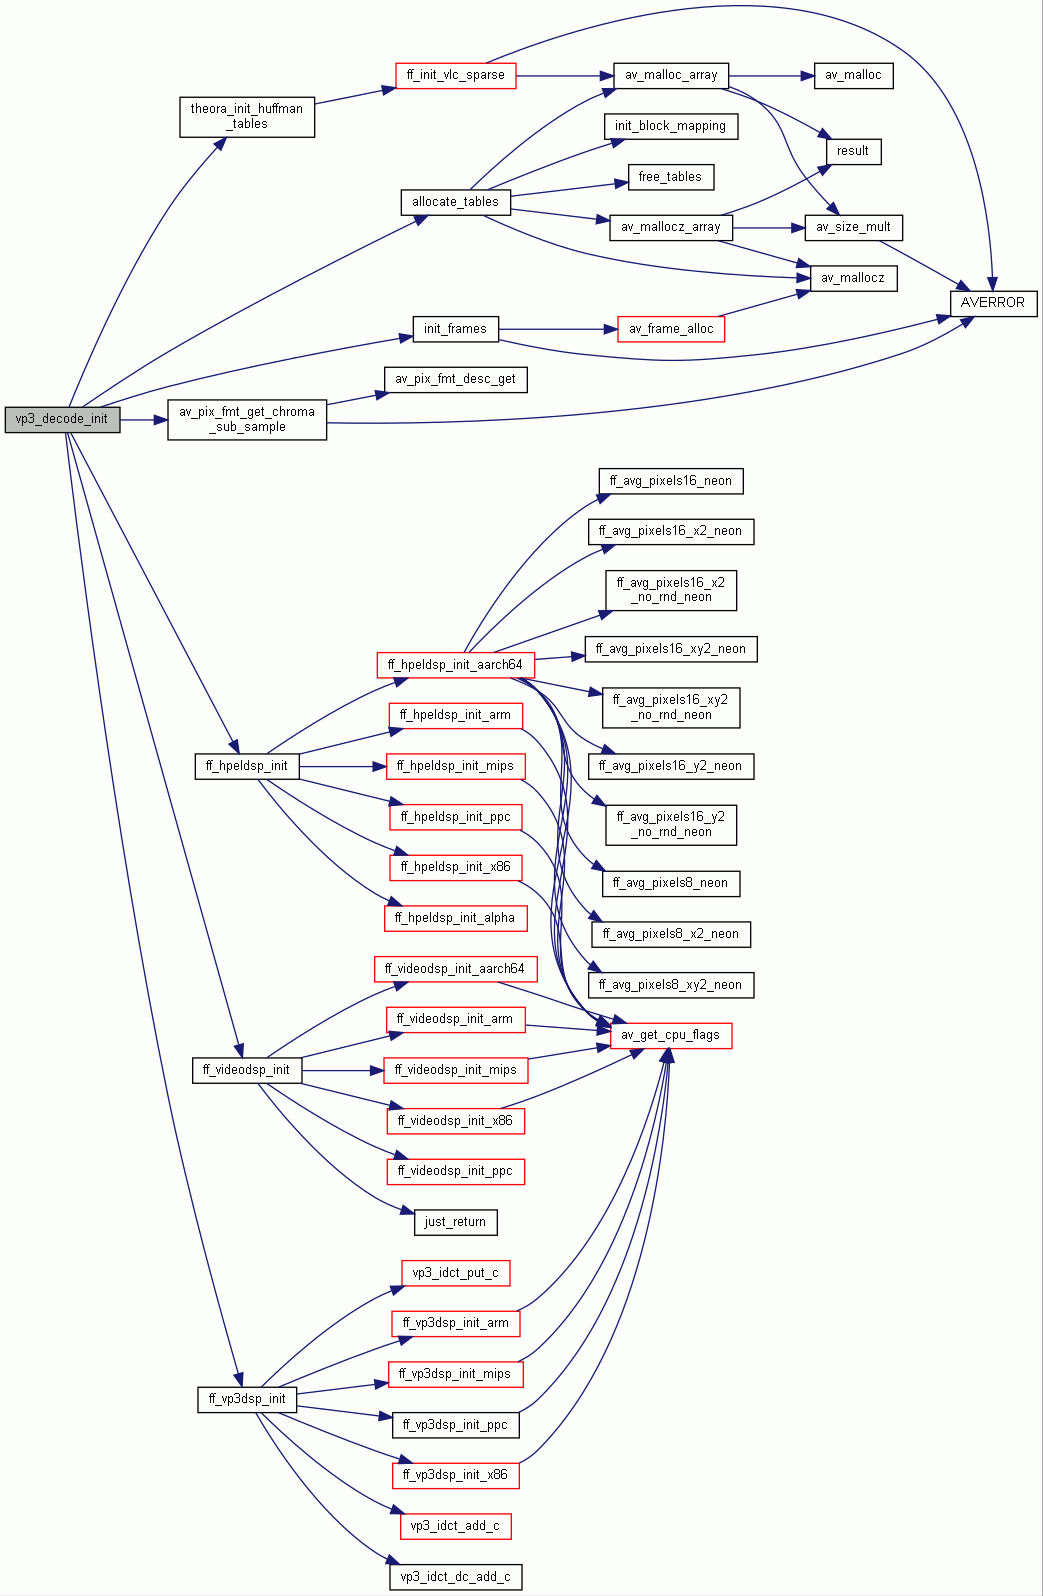 ff_init_vlc_sparse
av_malloc_array
av_malloc
theora_init_huffman
_tables
init_block_mapping
result
free_tables
allocate_tables
av_mallocz_array
av_size_mult
av_mallocz
AVERROR
init_frames
av_frame_alloc
av_pix_fmt_desc_get
vp3_decode_init
av_pix_fmt_get_chroma
_sub_sample
ff_avg_pixels16_neon
ff_avg_pixels16_x2_neon
ff_avg_pixels16_x2
_no_rnd_neon
ff_avg_pixels16_xy2_neon
ff_hpeldsp_init_aarch64
ff_avg_pixels16_xy2
_no_rnd_neon
ff_hpeldsp_init_arm
ff_hpeldsp_init
ff_hpeldsp_init_mips
ff_avg_pixels16_y2_neon
ff_hpeldsp_init_ppc
ff_avg_pixels16_y2
_no_rnd_neon
ff_hpeldsp_init_x86
ff_avg_pixels8_neon
ff_hpeldsp_init_alpha
ff_avg_pixels8_x2_neon
ff_videodsp_init_aarch64
ff_avg_pixels8_xy2_neon
ff_videodsp_init_arm
av_get_cpu_flags
ff_videodsp_init
ff_videodsp_init_mips
ff_videodsp_init_x86
ff_videodsp_init_ppc
just_return
vp3_idct_put_c
ff_vp3dsp_init_arm
ff_vp3dsp_init_mips
ff_vp3dsp_init
ff_vp3dsp_init_ppc
ff_vp3dsp_init_x86
vp3_idct_add_c
vp3_idct_dc_add_c